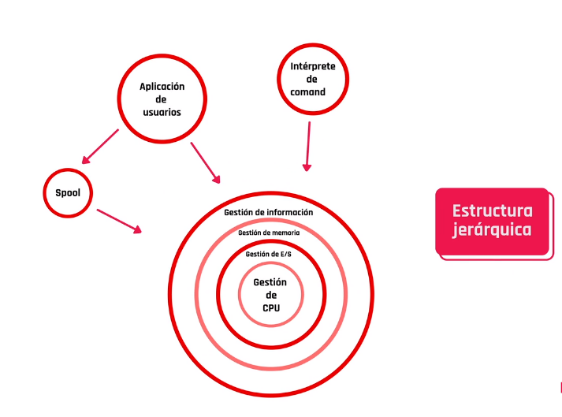 Aplicación
de
usuarios
Intérprete
de
comand
Spool
Gestión de información
Gestión de memoria
Gestión de E/S
Gestión
de
CPU
Estructura
jerárquica